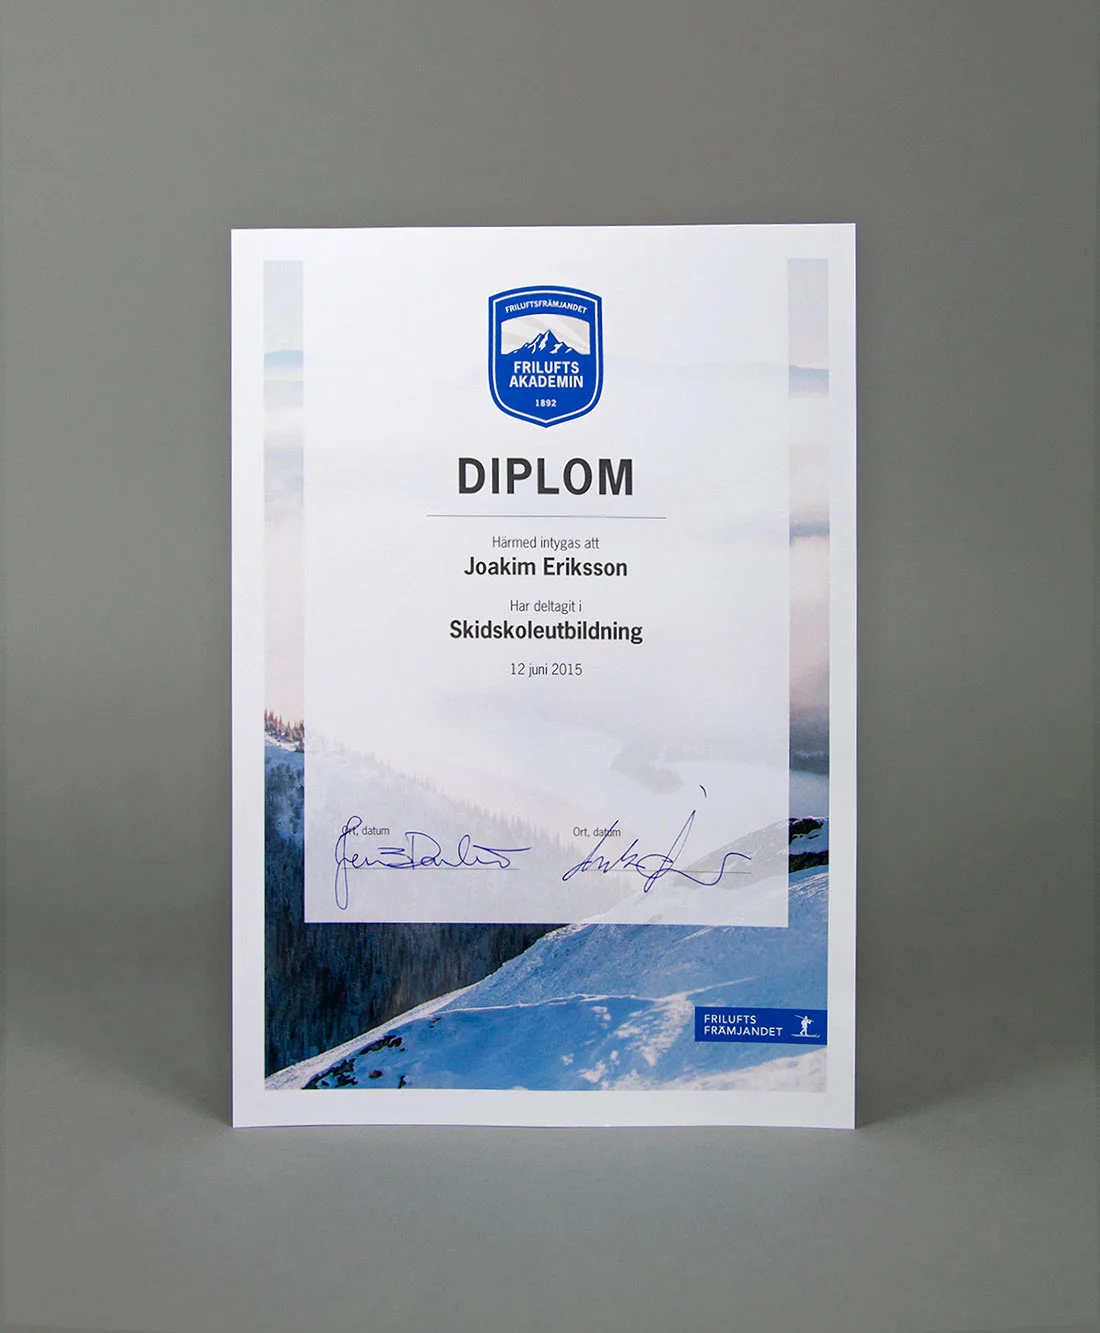 FRILUFTSFRÄMJANDET
FRILUFTS
AKADEMIN
1892
DIPLOM
Härmed intygas att
Joakim Eriksson
Har deltagit i
Skidskoleutbildning
12 juni 2015
Ort, datum
Ort, datum
FRILUFTS
FRÄMJANDET